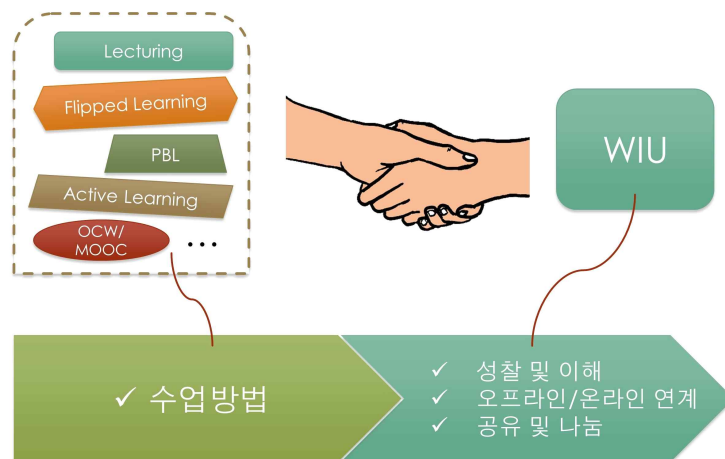 Lecturing
Flipped Learning
PBL
Active Learning
OCW/
MOOC
...
WIU
✓ 수업방법
✓ 성찰 및 이해
✓ 오프라인/온라인 연계
✓ 공유 및 나눔